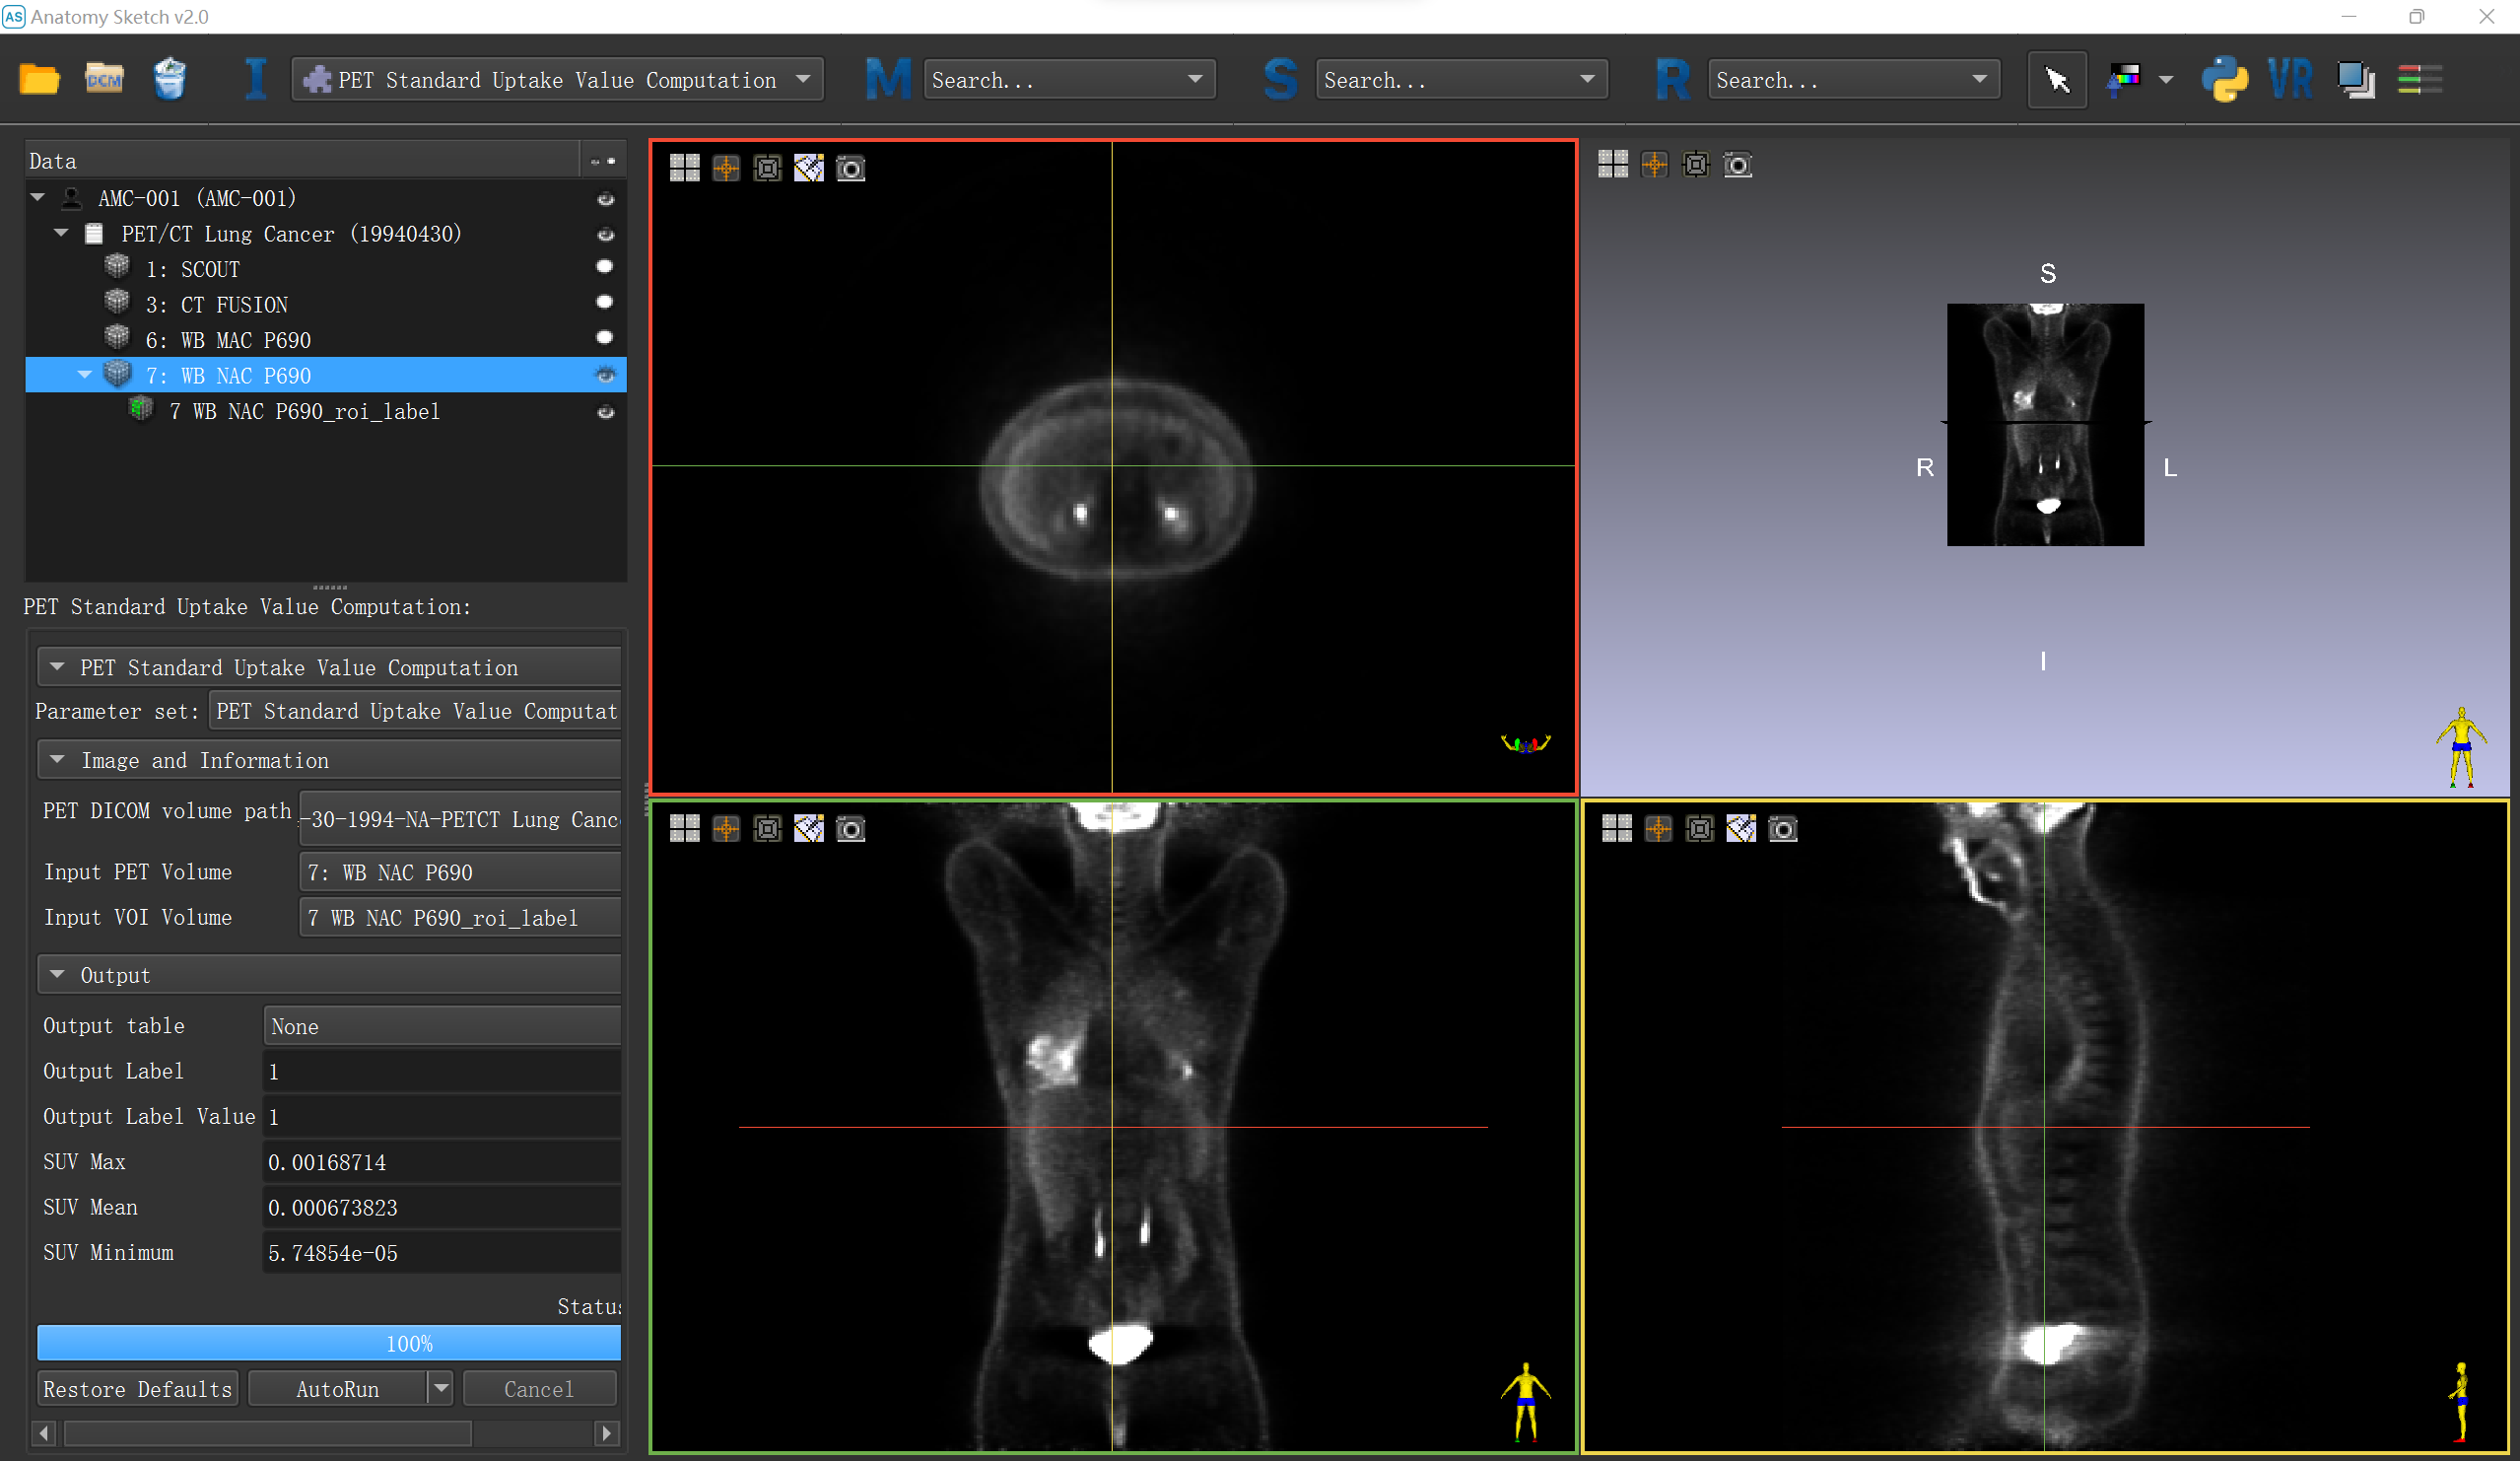 AS Anatomy Sketch v2.0
DCM I PET Standard Uptake Value Computation M Search... S Search... R Search... VR
Data
AMC-001 (AMC-001)
PET/CT Lung Cancer (19940430)
1: SCOUT
3: CT FUSION
6: WB MAC P690
7: WB NAC P690
7 WB NAC P690_roi_label
PET Standard Uptake Value Computation:
PET Standard Uptake Value Computation
Parameter set: PET Standard Uptake Value Computat
Image and Information
PET DICOM volume path -30-1994-NA-PETCT Lung Canc
Input PET Volume 7: WB NAC P690
Input VOI Volume 7 WB NAC P690_roi_label
Output
Output table None
Output Label 1
Output Label Value 1
SUV Max 0.00168714
SUV Mean 0.000673823
SUV Minimum 5.74854e-05
Status
100%
Restore Defaults AutoRun Cancel
S
R L
I